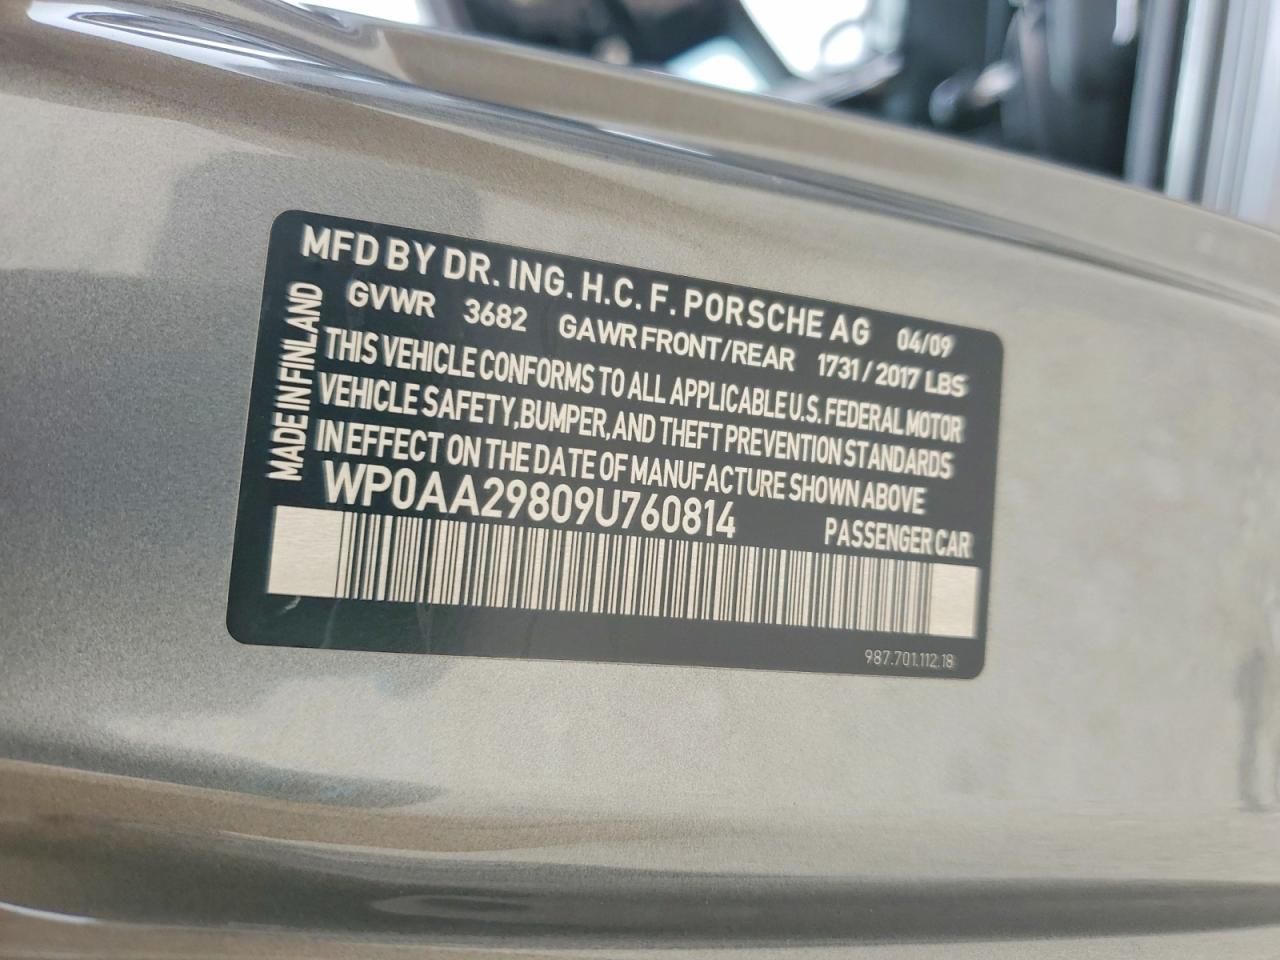 MFD BY DR. ING. H.C. F. PORSCHE AG 04/09
GVWR 3682 GAWR FRONT/REAR 1731/2017 LBS
THIS VEHICLE CONFORMS TO ALL APPLICABLE U.S. FEDERAL MOTOR
VEHICLE SAFETY, BUMPER, AND THEFT PREVENTION STANDARDS
IN EFFECT ON THE DATE OF MANUFACTURE SHOWN ABOVE
WP0AA29809U760814 PASSENGER CAR
MADE IN FINLAND
987.701.112.18